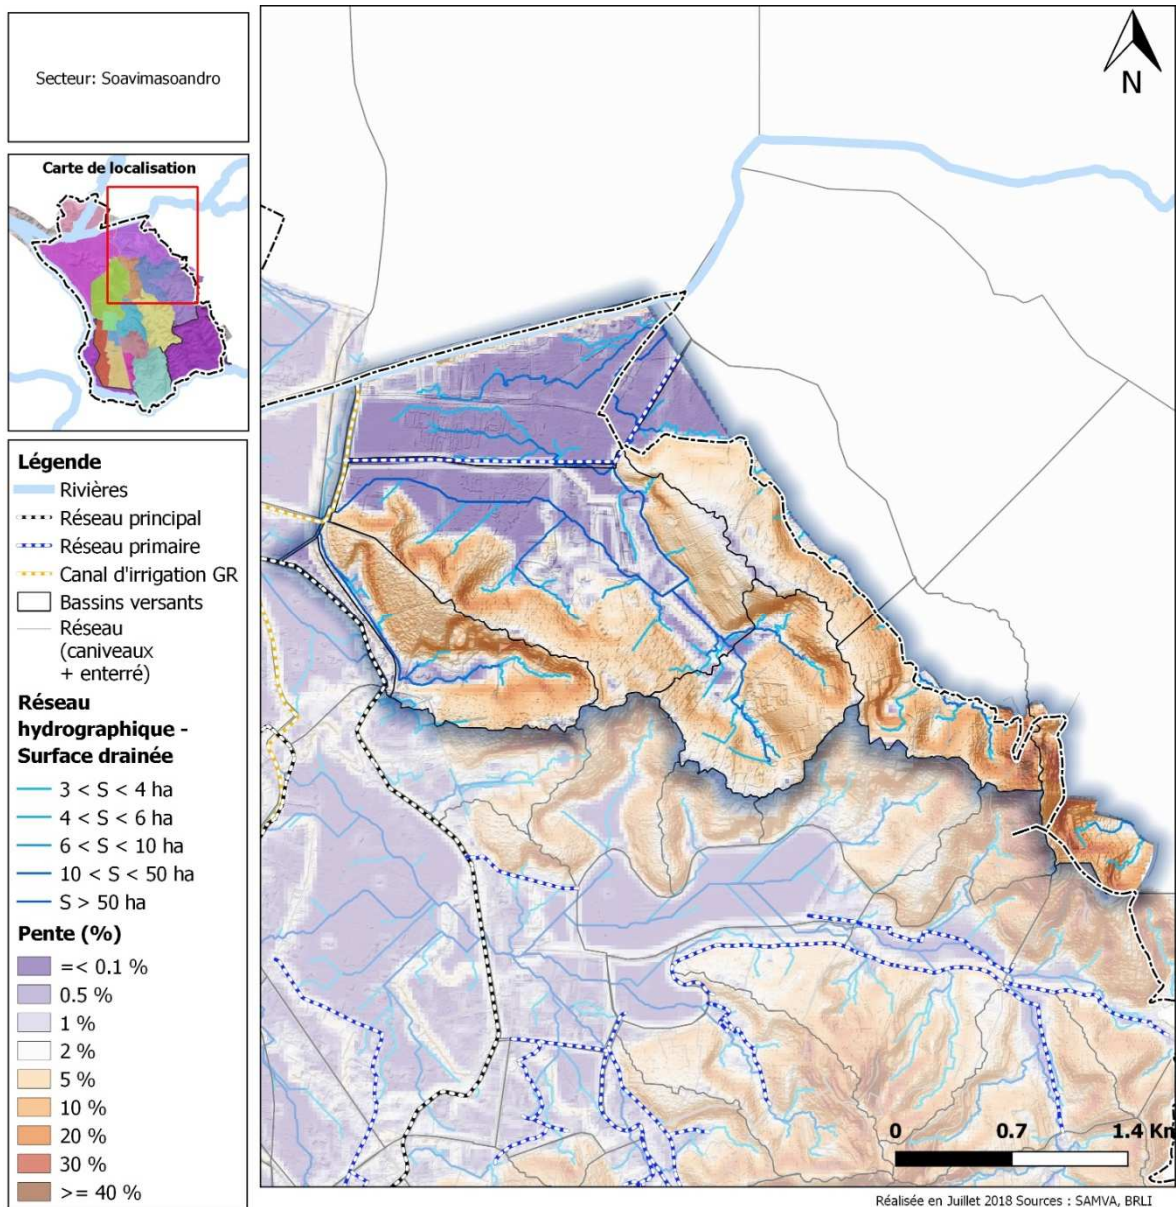 Secteur: Soavimasoandro
Carte de localisation
Légende
Rivières
Réseau principal
Réseau primaire
Canal d'irrigation GR
Bassins versants
Réseau
(caniveaux
+ enterré)
Réseau
hydrographique -
Surface drainée
3 < S < 4 ha
4 < S < 6 ha
6 < S < 10 ha
10 < S < 50 ha
S > 50 ha
Pente (%)
=< 0.1 %
0.5 %
1 %
2 %
5 %
10 %
20 %
30 %
>= 40 %
N
0 0.7 1.4 Km
Réalisée en Juillet 2018 Sources : SAMVA, BRLI